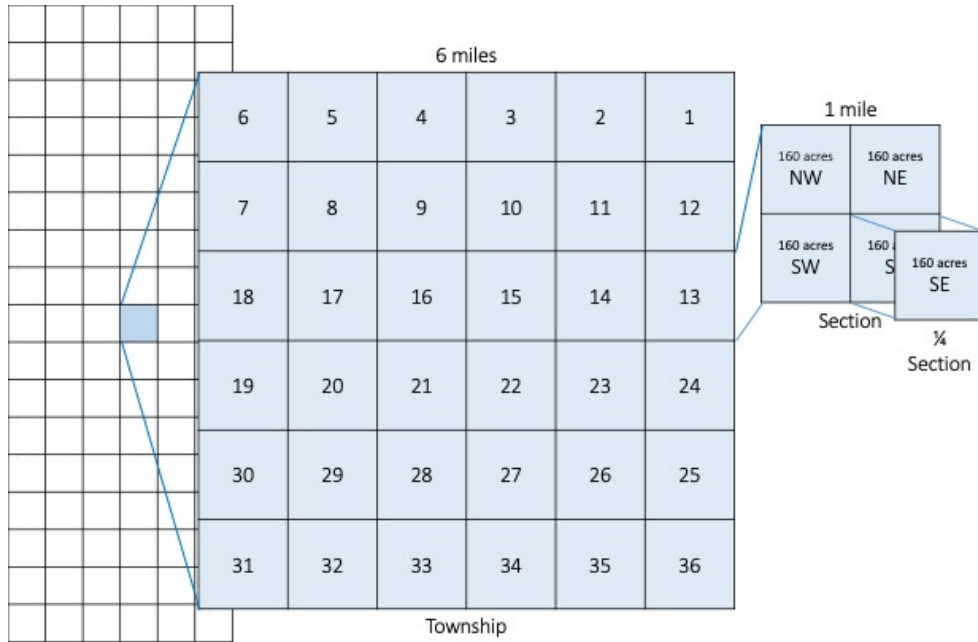 6 miles
6 5 4 3 2 1
7 8 9 10 11 12
18 17 16 15 14 13
19 20 21 22 23 24
30 29 28 27 26 25
31 32 33 34 35 36
Township
1 mile
160 acres 160 acres
NW NE
160 acres 160
SW S
160 acres
SE
Section
¼
Section